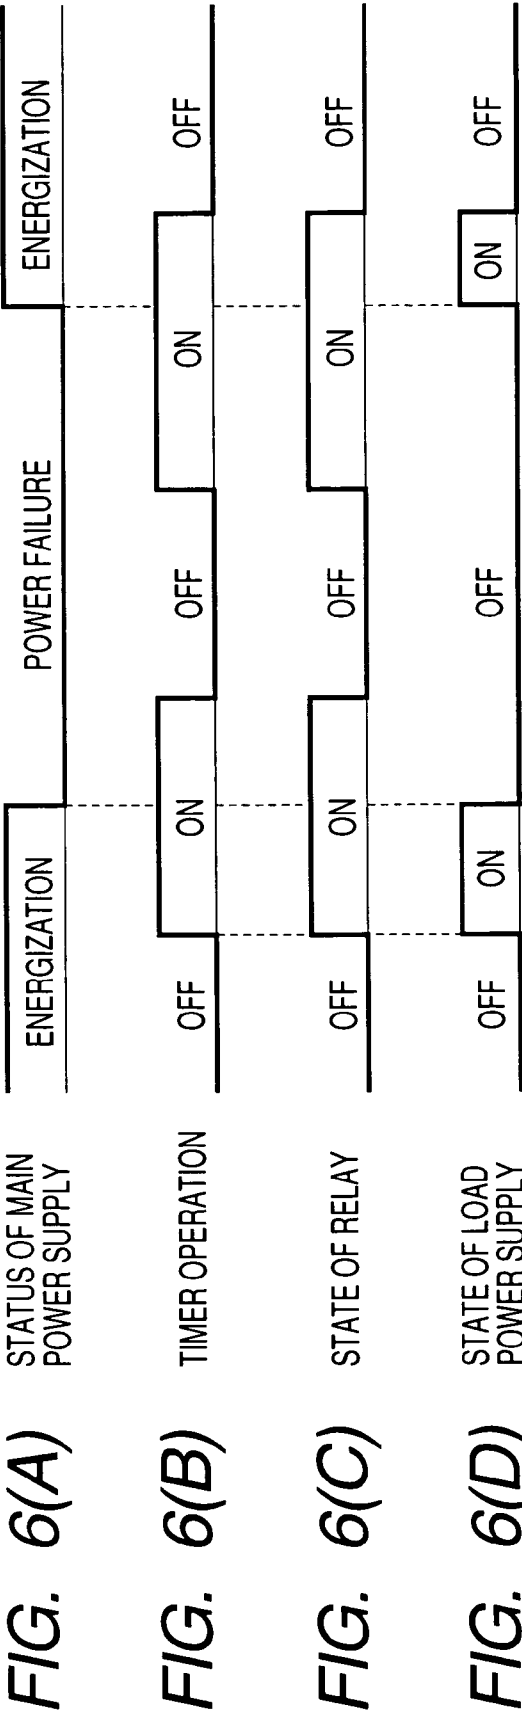 FIG. 6(A)
STATUS OF MAIN
POWER SUPPLY
ENERGIZATION
POWER FAILURE
ENERGIZATION
FIG. 6(B)
TIMER OPERATION
OFF
ON
OFF
ON
OFF
FIG. 6(C)
STATE OF RELAY
OFF
ON
OFF
ON
OFF
FIG. 6(D)
STATE OF LOAD
POWER SUPPLY
OFF
ON
OFF
ON
OFF